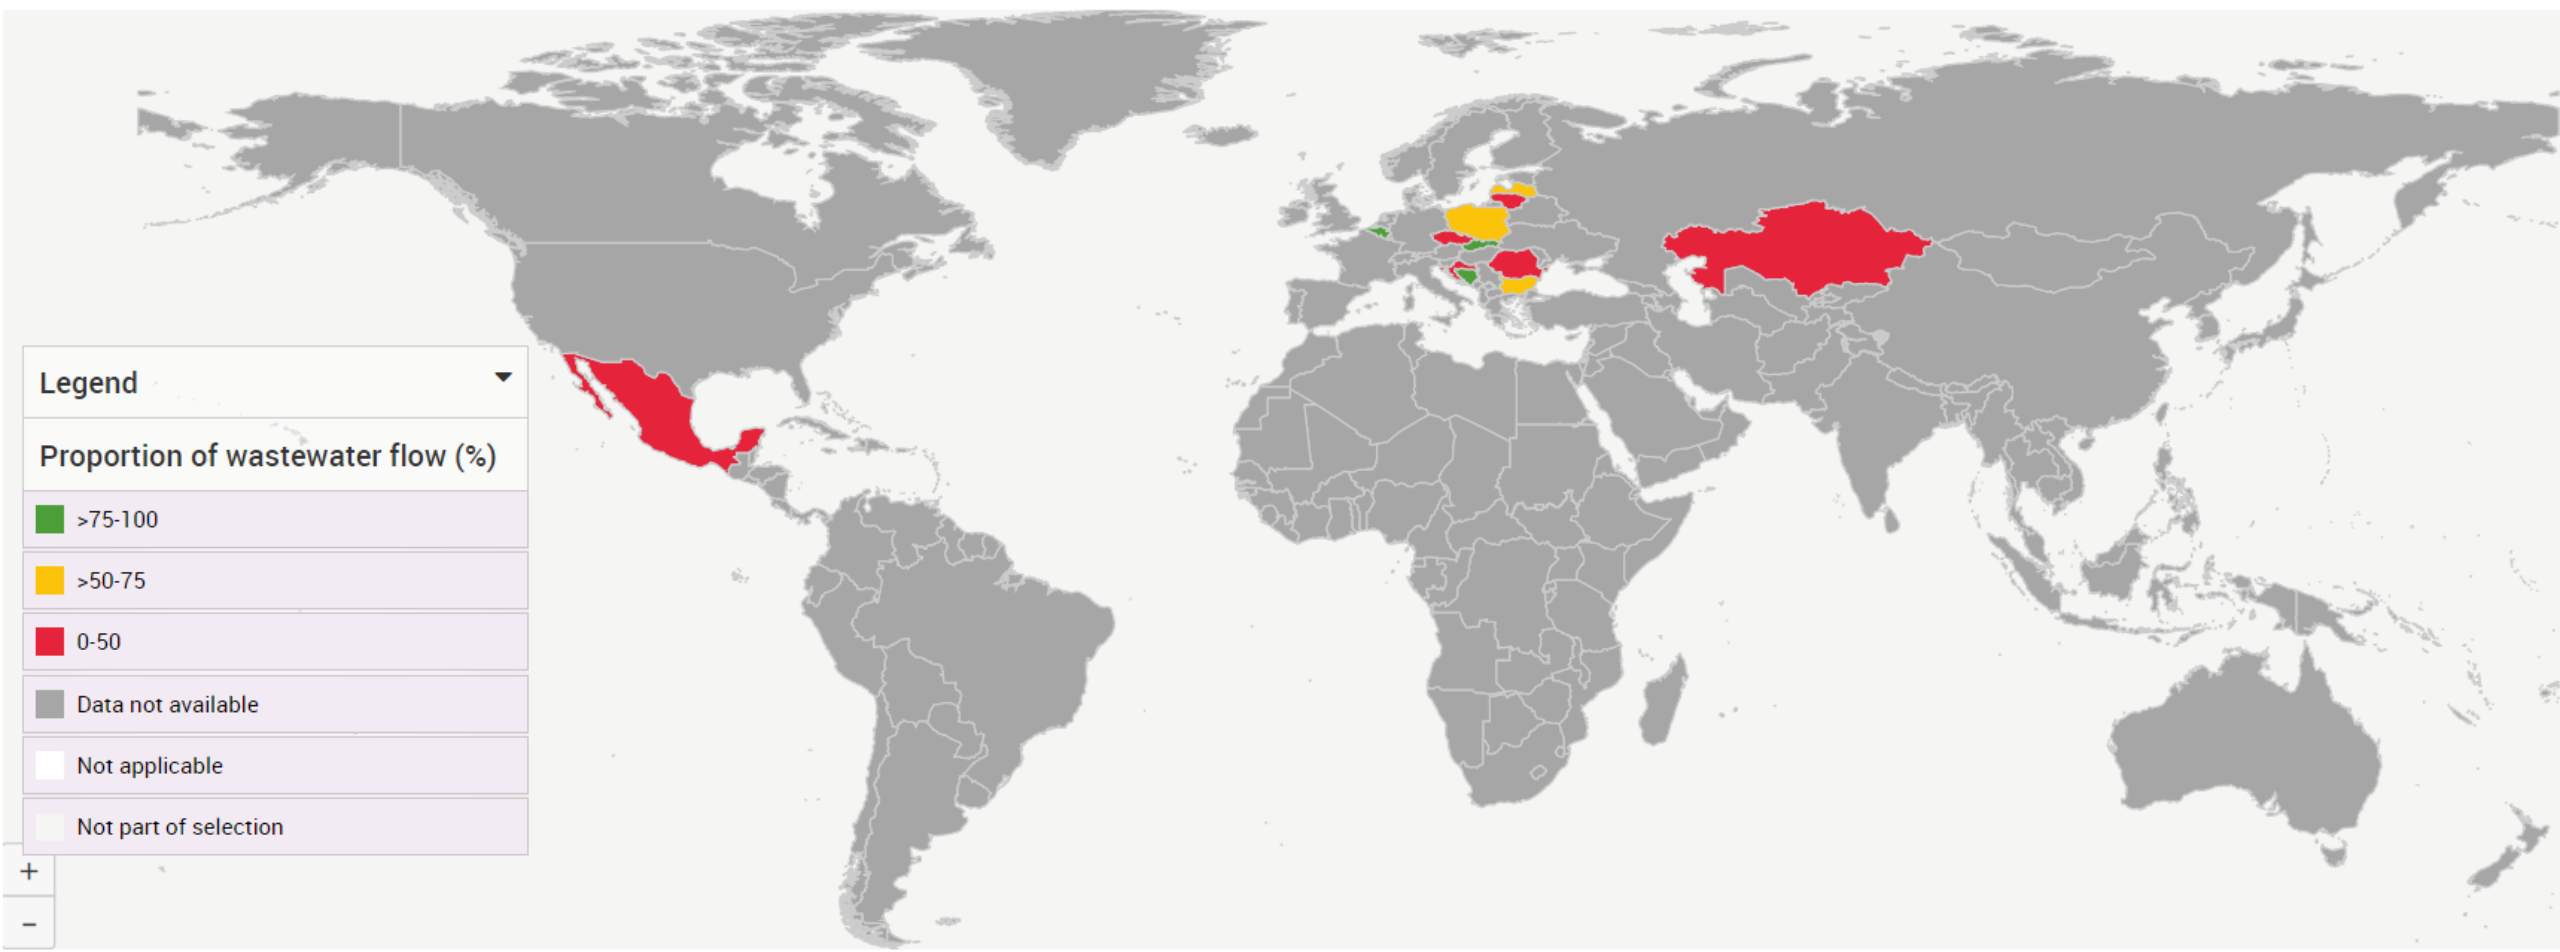 Legend
Proportion of wastewater flow (%)
>75-100
>50-75
0-50
Data not available
Not applicable
Not part of selection
+
−